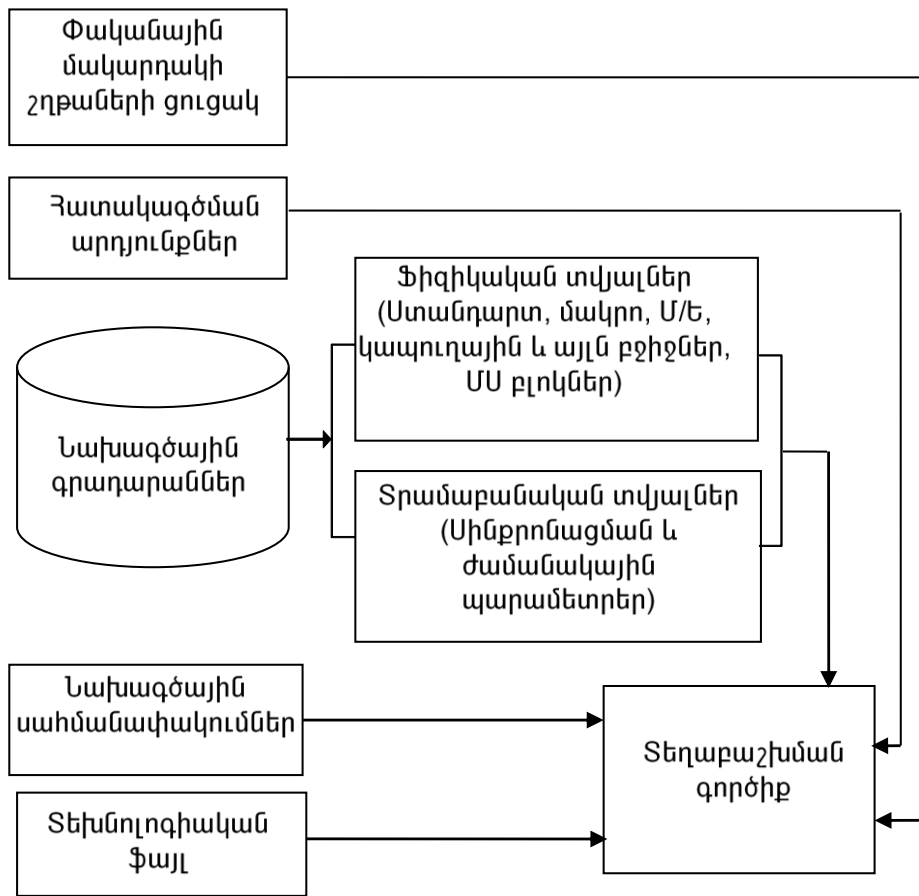 Փականային
մակարդակի
շղթաների ցուցակ
Հատակագծման
արդյունքներ
Ֆիզիկական տվյալներ
(Ստանդարտ, մակրո, Մ/Ե,
կապուղային և այլն բջիջներ,
ՄՍ բլոկներ)
Նախագծային
գրադարաններ
Տրամաբանական տվյալներ
(Սինքրոնացման և
ժամանակային
պարամետրեր)
Նախագծային
սահմանափակումներ
Տեղաբաշխման
գործիք
Տեխնոլոգիական
ֆայլ